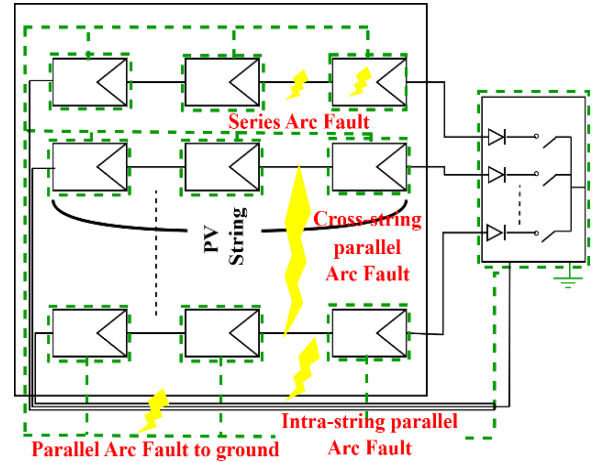 Series Arc Fault
Cross-string
parallel
Arc Fault
PV
String
Intra-string parallel
Arc Fault
Parallel Arc Fault to ground